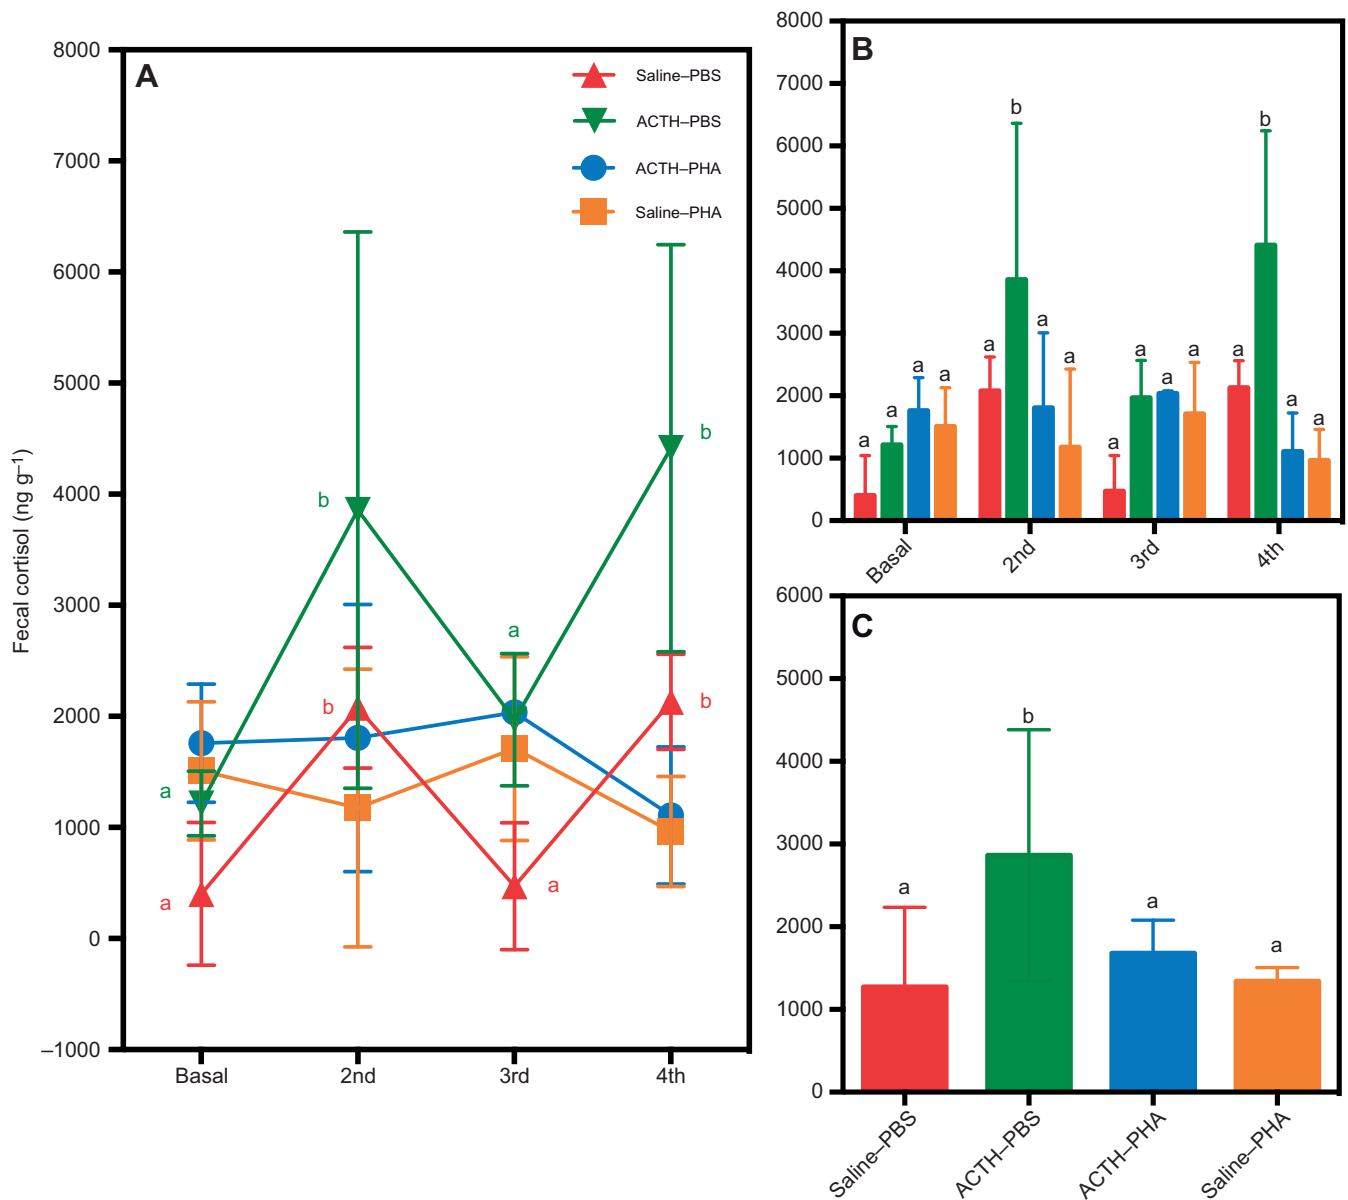 A
8000
7000
6000
5000
4000
3000
2000
1000
0
–1000
Fecal cortisol (ng g–1)
Saline–PBS
ACTH–PBS
ACTH–PHA
Saline–PHA
b
b
b
a
b
b
a
a
a
Basal 2nd 3rd 4th
B
8000
7000
6000
5000
4000
3000
2000
1000
0
a a a a
a b a a
a a a a
a b a a
Basal 2nd 3rd 4th
C
6000
5000
4000
3000
2000
1000
0
a b a a
Saline–PBS ACTH–PBS ACTH–PHA Saline–PHA